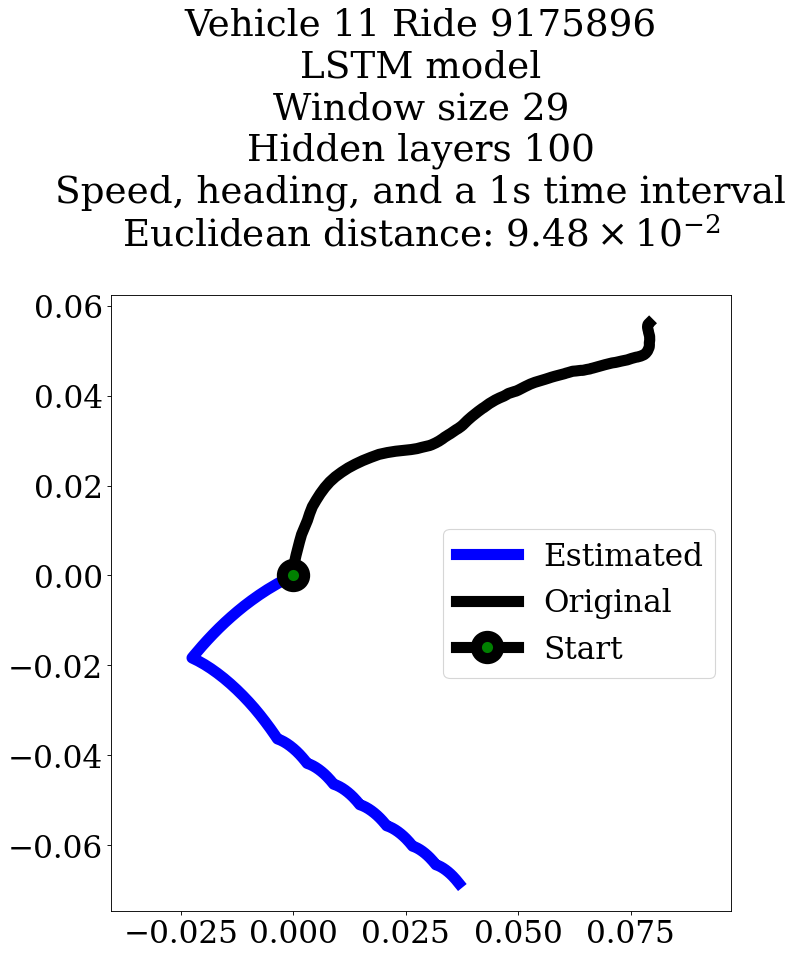 Vehicle 11 Ride 9175896
LSTM model
Window size 29
Hidden layers 100
Speed, heading, and a 1s time interval
Euclidean distance: 9.48 × 10⁻²
0.06
0.04
0.02
0.00
−0.02
−0.04
−0.06
Estimated
Original
Start
−0.025 0.000 0.025 0.050 0.075